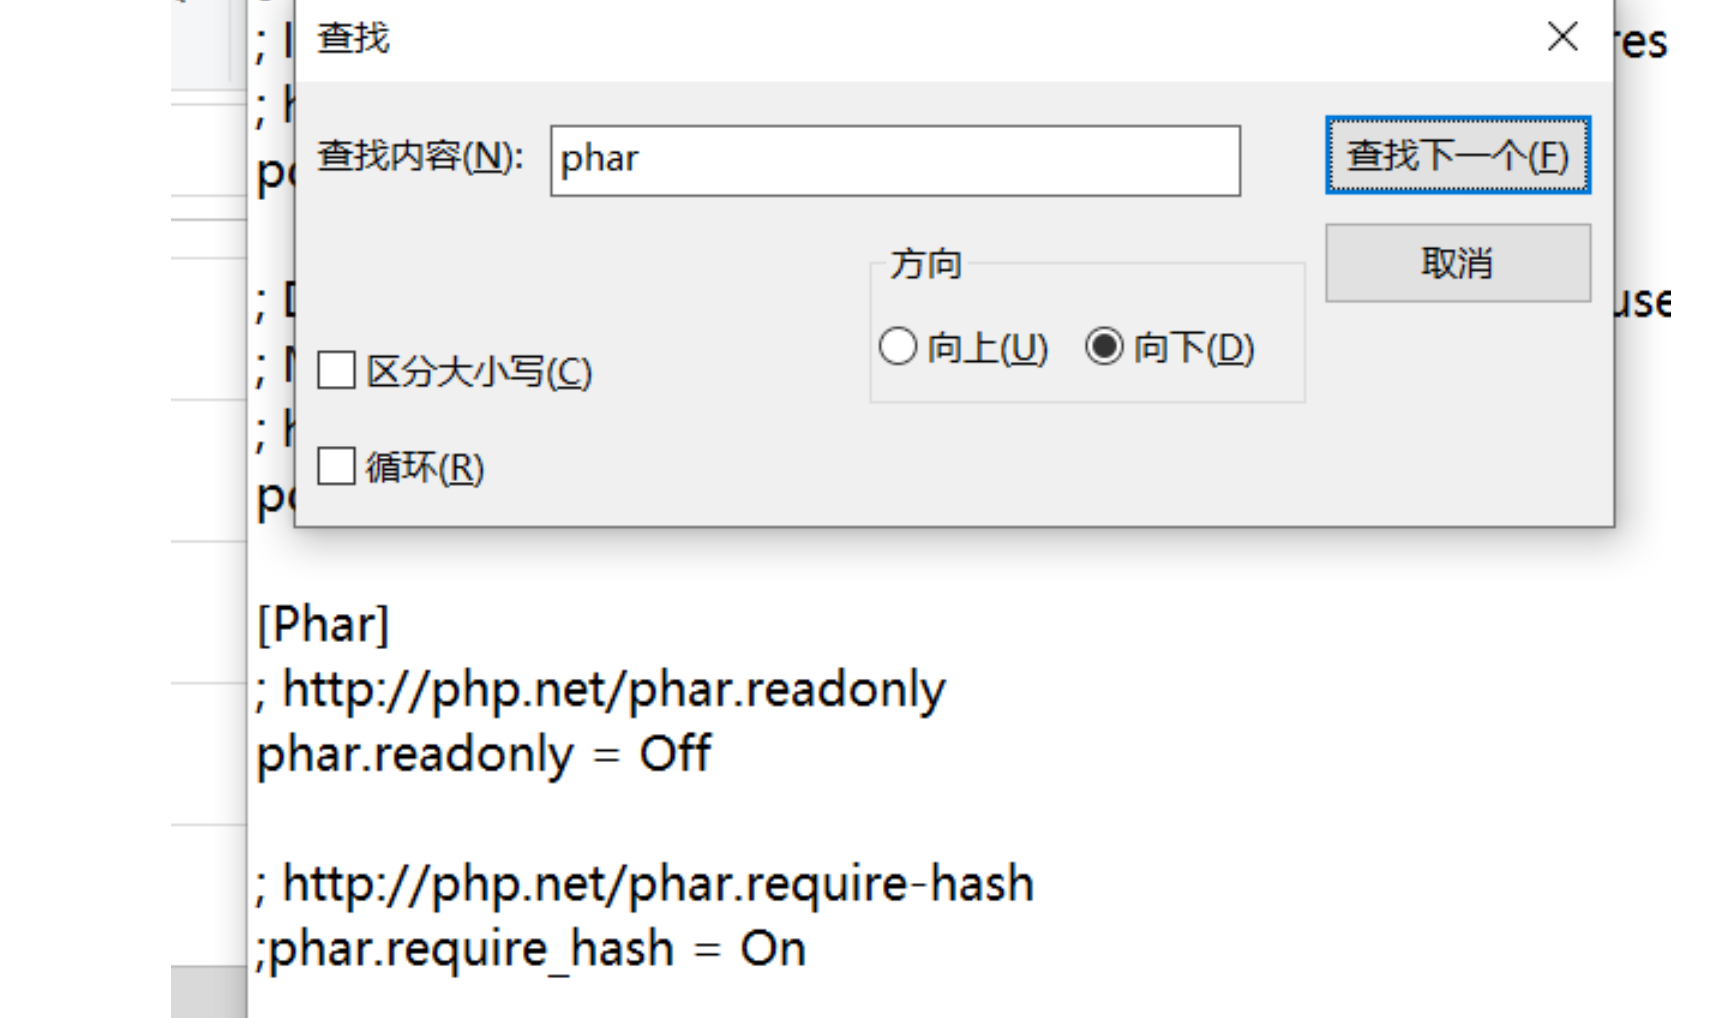 查找
res
查找内容(N):
phar
查找下一个(F)
取消
方向
向上(U)
向下(D)
区分大小写(C)
循环(R)
use
[Phar]
; http://php.net/phar.readonly
phar.readonly = Off
; http://php.net/phar.require-hash
;phar.require_hash = On